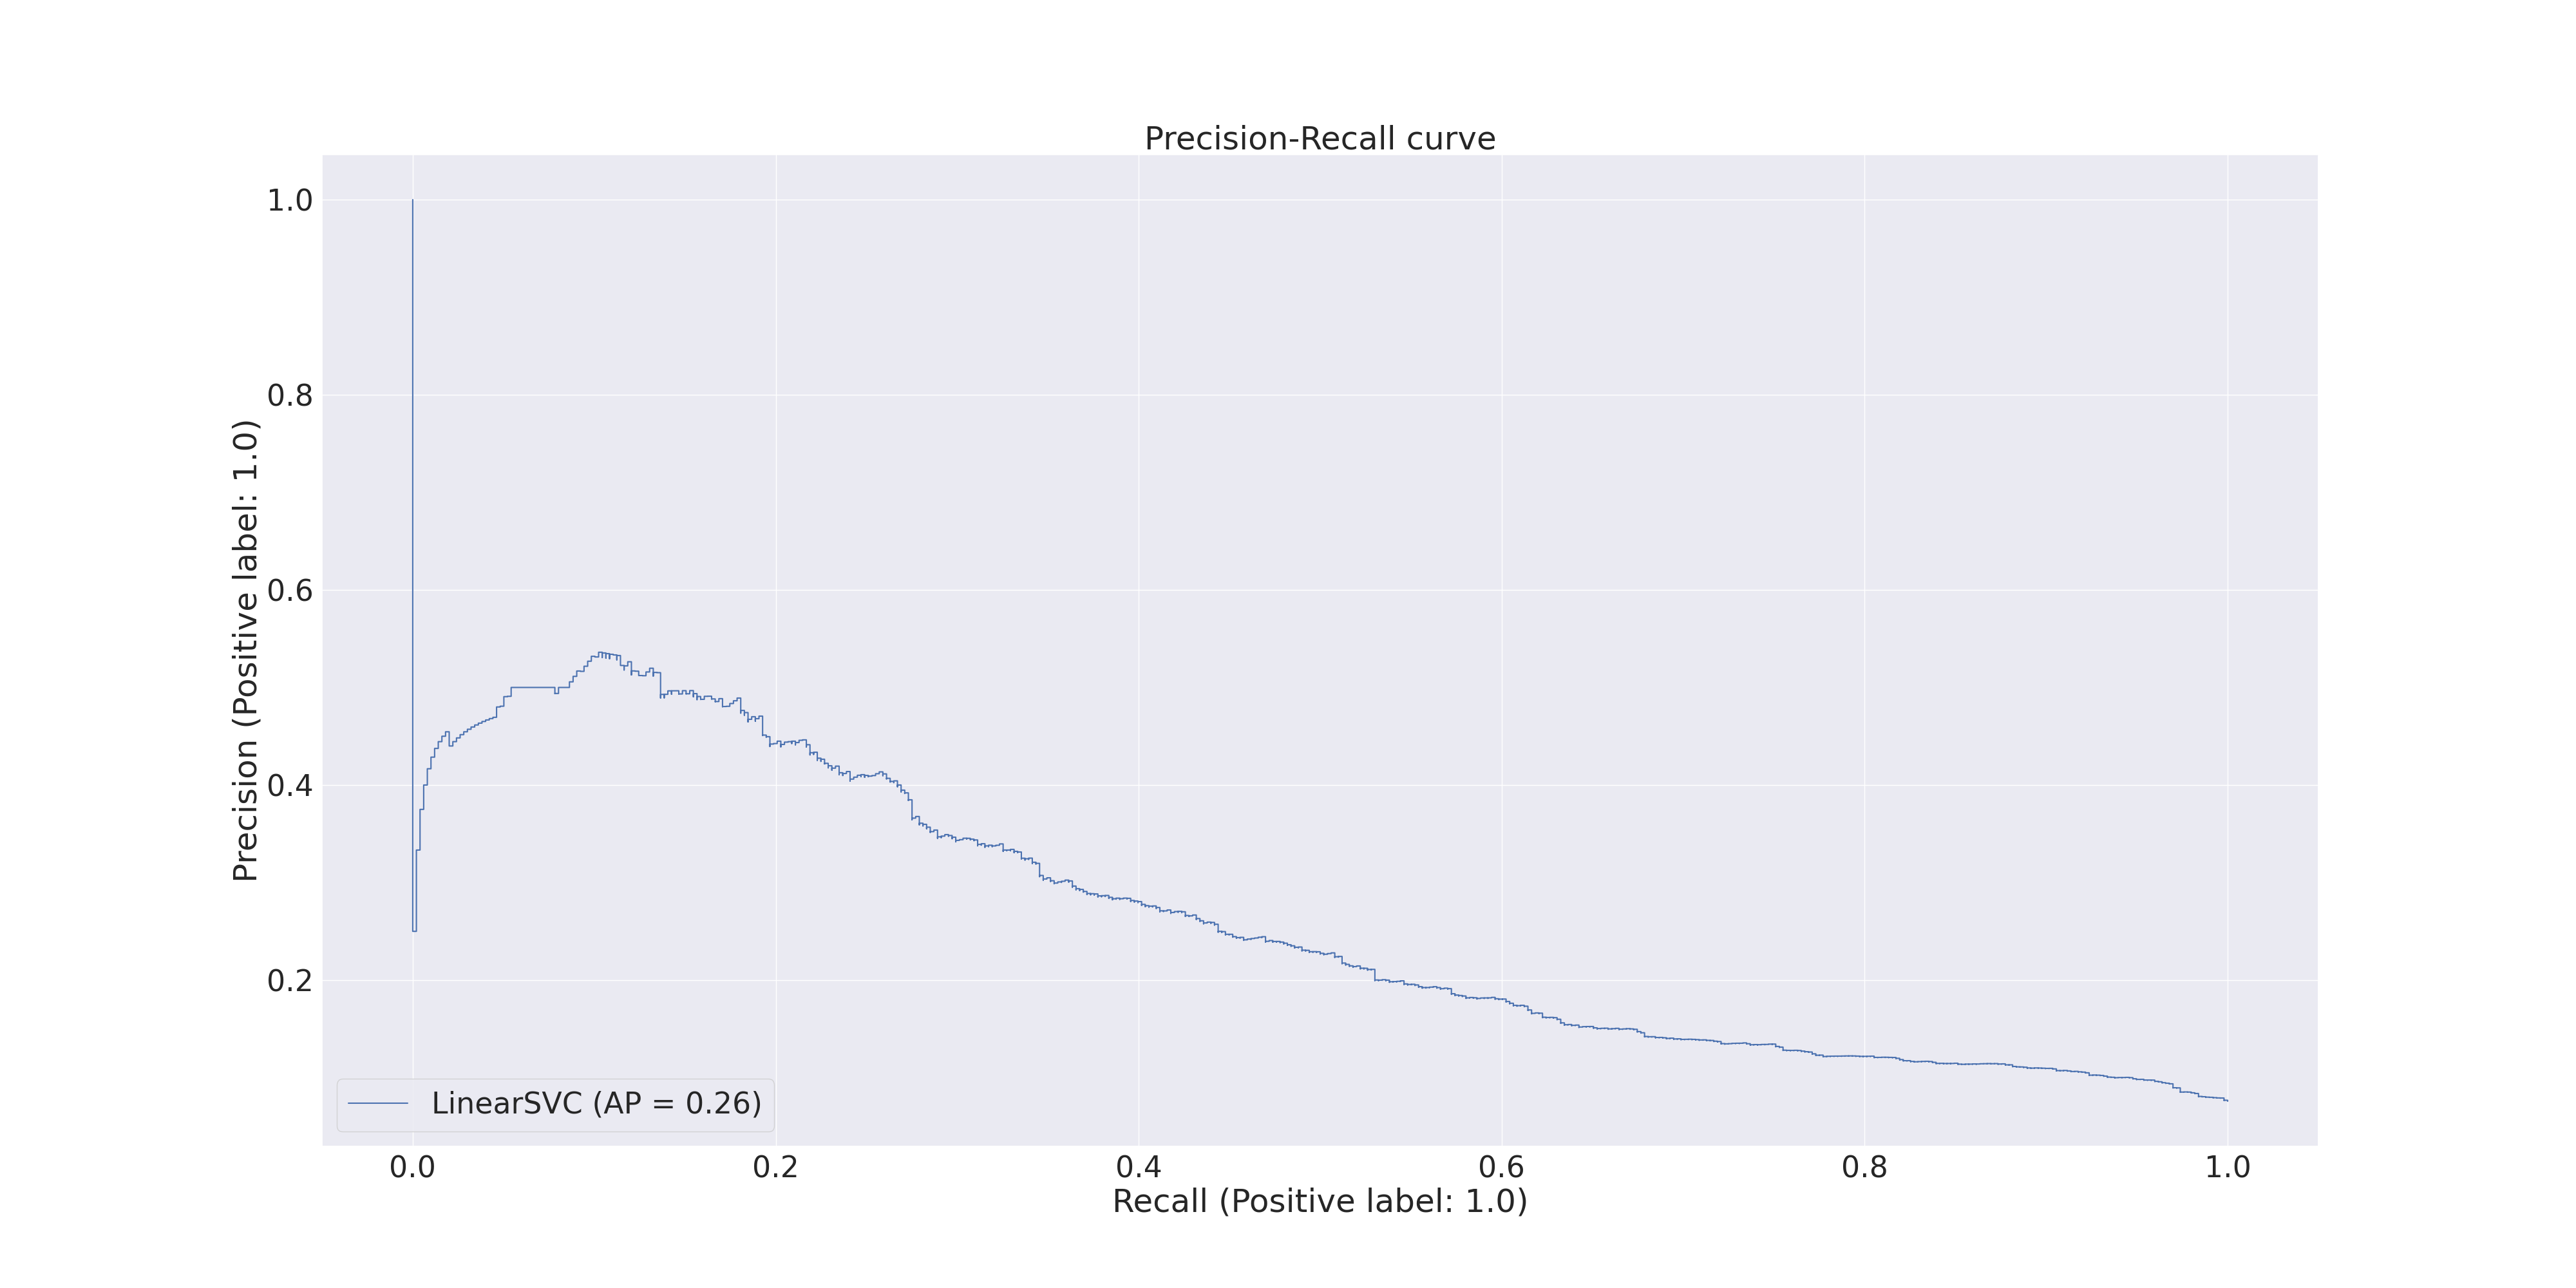 Precision-Recall curve
1.0
0.8
0.6
0.4
0.2
Precision (Positive label: 1.0)
LinearSVC (AP = 0.26)
0.0 0.2 0.4 0.6 0.8 1.0
Recall (Positive label: 1.0)